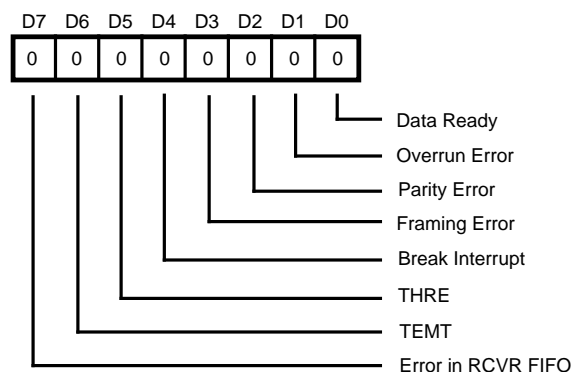 D7 D6 D5 D4 D3 D2 D1 D0
0 0 0 0 0 0 0 0
Data Ready
Overrun Error
Parity Error
Framing Error
Break Interrupt
THRE
TEMT
Error in RCVR FIFO